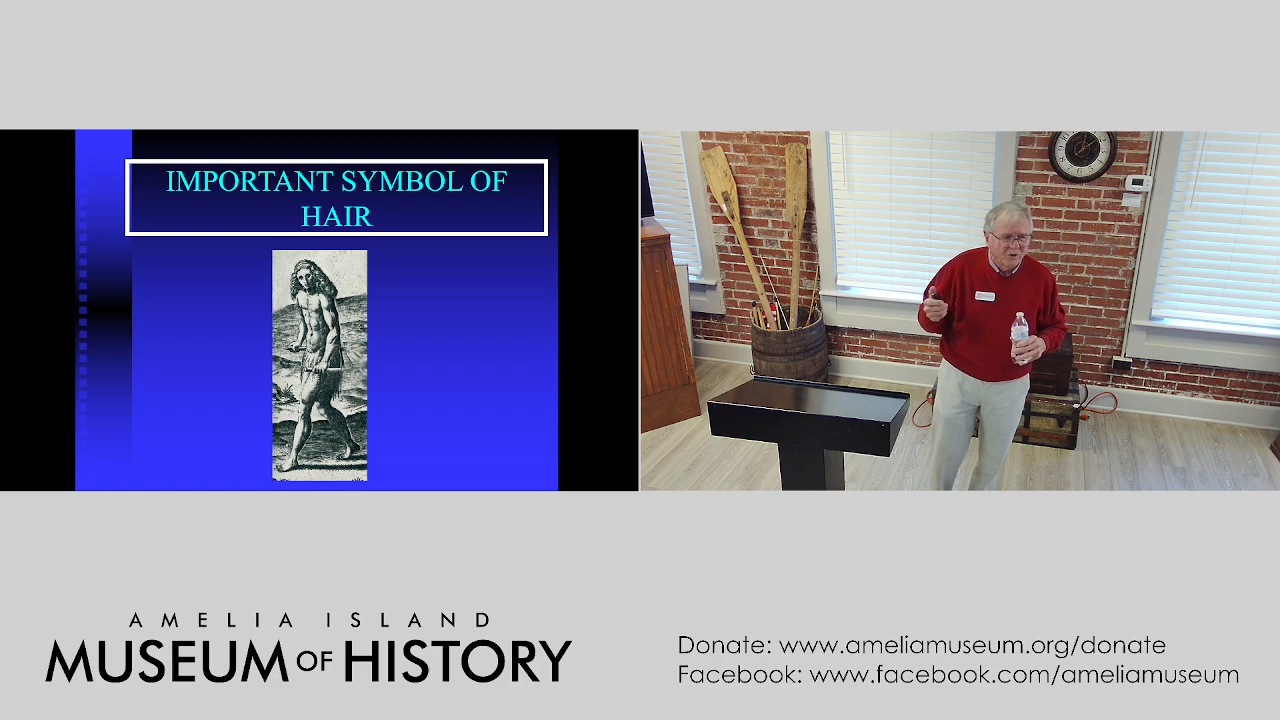 IMPORTANT SYMBOL OF
HAIR
AMELIA ISLAND
MUSEUM OF HISTORY
Donate: www.ameliamuseum.org/donate
Facebook: www.facebook.com/ameliamuseum